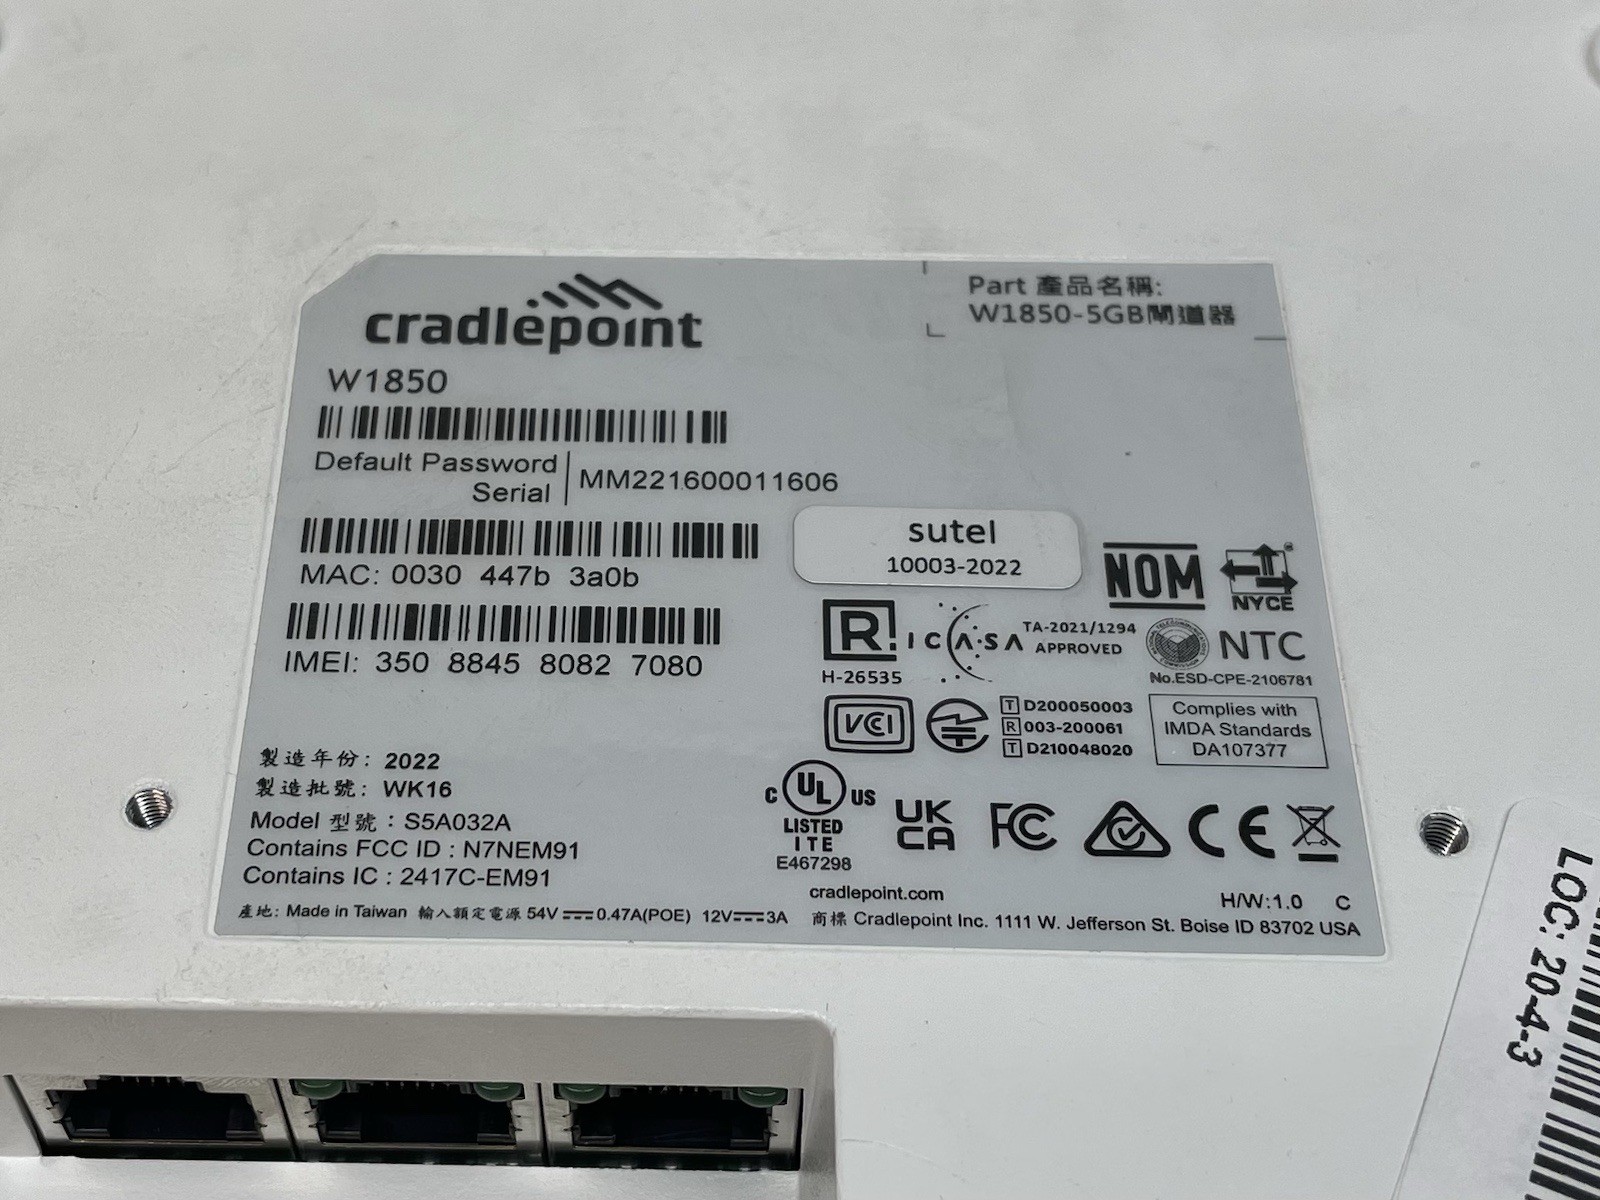 cradlepoint
Part 產品名稱:
W1850-5GB閘道器
W1850
Default Password
Serial
MM221600011606
MAC: 0030 447b 3a0b
IMEI: 350 8845 8082 7080
sutel
10003-2022
NOM
NYCE
R
H-26535
ICASA
TA-2021/1294
APPROVED
NTC
No.ESD-CPE-2106781
VCCI
T D200050003
R 003-200061
T D210048020
Complies with
IMDA Standards
DA107377
製造年份: 2022
製造批號: WK16
Model 型號: S5A032A
Contains FCC ID : N7NEM91
Contains IC : 2417C-EM91
C UL US
LISTED
ITE
E467298
UK
CA
FC
CE
cradlepoint.com
H/W:1.0 C
產地: Made in Taiwan 輸入額定電源 54V 0.47A(POE) 12V 3A 商標 Cradlepoint Inc. 1111 W. Jefferson St. Boise ID 83702 USA
LOC: 20-4-3